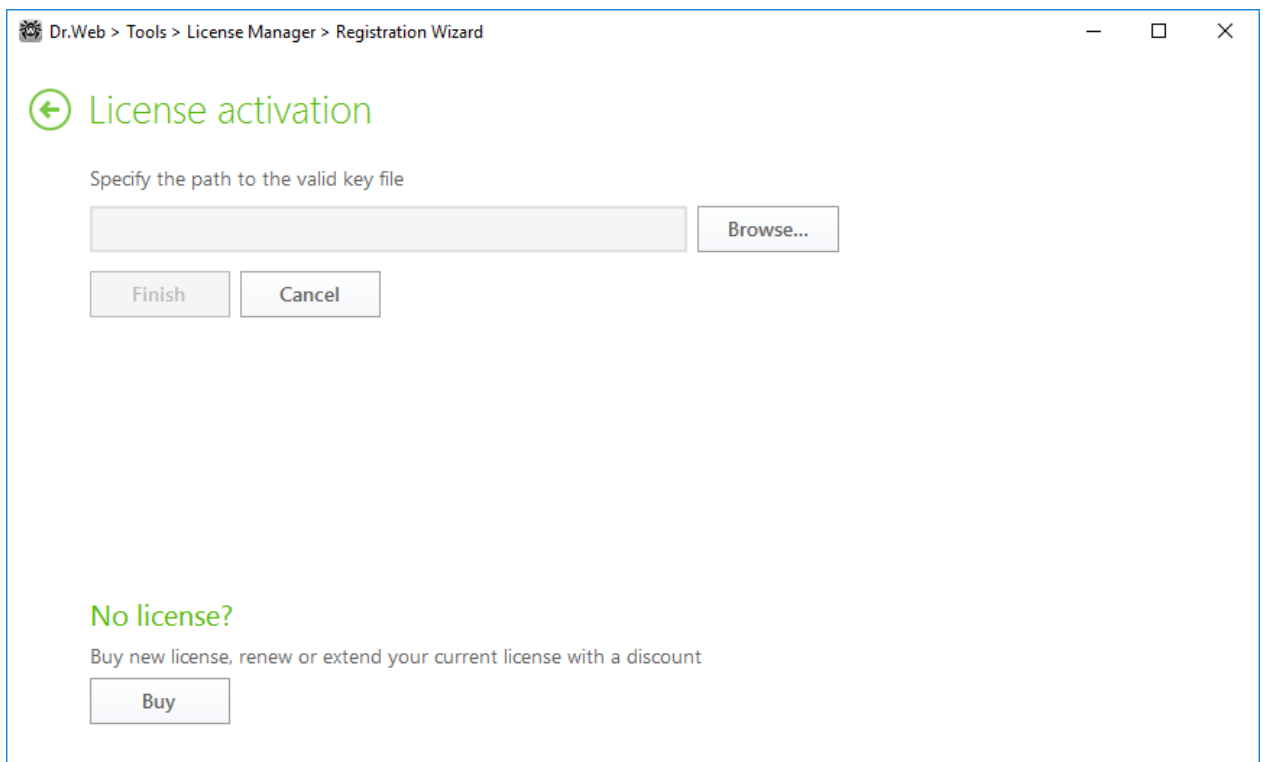 Dr.Web > Tools > License Manager > Registration Wizard
License activation
Specify the path to the valid key file
Browse...
Finish Cancel
No license?
Buy new license, renew or extend your current license with a discount
Buy